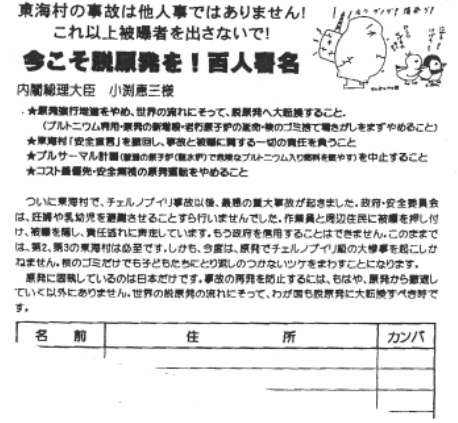 東海村の事故は他人事ではありません!
これ以上被曝者を出さないで!
今こそ脱原発を!百人署名
内閣総理大臣 小渕恵三様
★原発強行増進をやめ、世界の流れにそって、脱原発へ大転換すること。
(プルトニウム利用・原発の新増設・老朽原子炉の延命・核のゴミ捨て場さがしをまずやめること)
★東海村「安全宣言」を撤回し、事故と被曝に関する一切の責任を負うこと
★プルサーマル計画(普通の原子炉(軽水炉)で危険なプルトニウム入り燃料を燃やす)を中止すること
★コスト最優先・安全無視の原発運転をやめること
ついに東海村で、チェルノブイリ事故以後、最悪の重大事故が起きました。政府・安全委員会
は、妊婦や乳幼児を避難させることすら行いませんでした。作業員と周辺住民に被曝を押し付
け、被曝を隠し、責任逃れに奔走しています。もう政府を信用することはできません。このままで
は、第2、第3の東海村は必至です。しかも、今度は、原発でチェルノブイリ級の大惨事を起こしか
ねません。核のゴミだけでも子どもたちにとり返しのつかないツケをまわすことになります。
原発に固執しているのは日本だけです。事故の再発を防止するには、もはや、原発から撤退し
ていく以外にありません。世界の脱原発の流れにそって、わが国も脱原発に大転換すべき時で
す。
名 前 住 所 カンパ